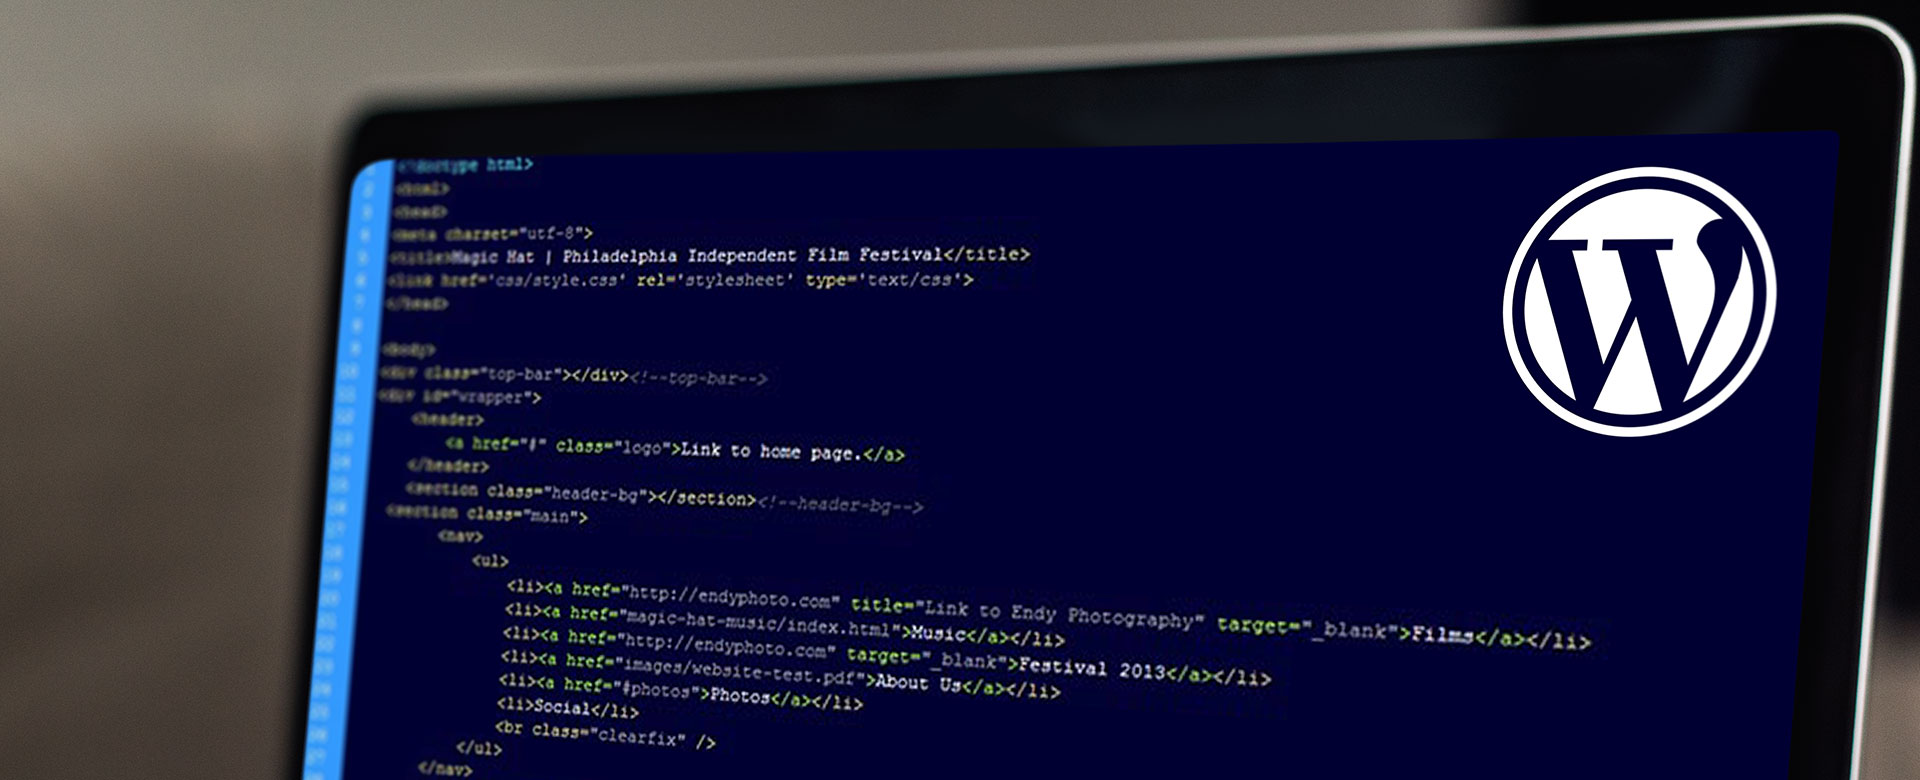 <!doctype html>
<html>
<head>
<meta charset="utf-8">
<title>Magic Hat | Philadelphia Independent Film Festival</title>
<link href='css/style.css' rel='stylesheet' type='text/css'>
</head>
<body>
<div class="top-bar"></div><!--top-bar-->
<div id="wrapper">
<header>
<a href="#" class="logo">Link to home page.</a>
</header>
<section class="header-bg"></section><!--header-bg-->
<section class="main">
<nav>
<ul>
<li><a href="http://endyphoto.com" title="Link to Endy Photography" target="_blank">Films</a></li>
<li><a href="magic-hat-music/index.html">Music</a></li>
<li><a href="http://endyphoto.com" target="_blank">Festival 2013</a></li>
<li><a href="images/website-test.pdf">About Us</a></li>
<li><a href="#photos">Photos</a></li>
<li>Social</li>
<br class="clearfix" />
</ul>
</nav>